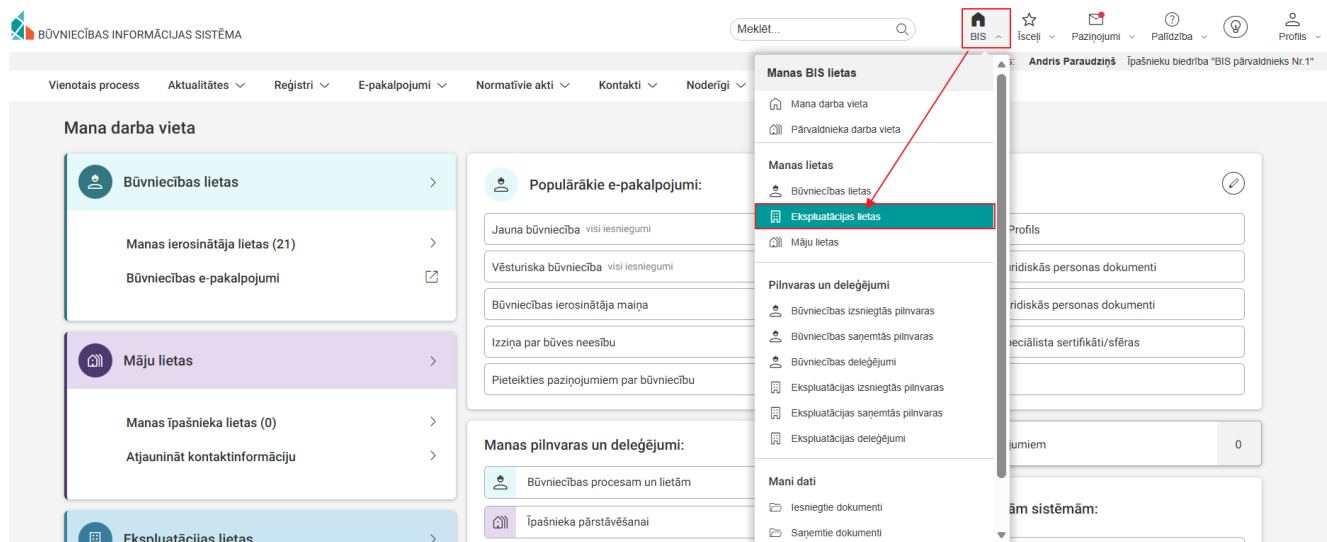 BŪVNIECĪBAS INFORMĀCIJAS SISTĒMA
Meklēt...
BIS
Īsceļi
Paziņojumi
Palīdzība
Profils
Andris Paraudziņš Īpašnieku biedrība "BIS pārvaldnieks Nr.1"
Vienotais process Aktualitātes Reģistri E-pakalpojumi Normatīvie akti Kontakti Noderīgi
Mana darba vieta
Būvniecības lietas
Manas ierosinātāja lietas (21)
Būvniecības e-pakalpojumi
Māju lietas
Manas īpašnieka lietas (0)
Atjaunināt kontaktinformāciju
Ekspluatācijas lietas
Populārākie e-pakalpojumi:
Jauna būvniecība visi iesniegumi
Vēsturiska būvniecība visi iesniegumi
Būvniecības ierosinātāja maiņa
Izziņa par būves neesību
Pieteikties paziņojumiem par būvniecību
Manas pilnvaras un deleģējumi:
Būvniecības procesam un lietām
Īpašnieka pārstāvēšanai
Manas BIS lietas
Mana darba vieta
Pārvaldnieka darba vieta
Manas lietas
Būvniecības lietas
Ekspluatācijas lietas
Māju lietas
Pilnvaras un deleģējumi
Būvniecības izsniegtās pilnvaras
Būvniecības saņemtās pilnvaras
Būvniecības deleģējumi
Ekspluatācijas izsniegtās pilnvaras
Ekspluatācijas saņemtās pilnvaras
Ekspluatācijas deleģējumi
Mani dati
Iesniegtie dokumenti
Saņemtie dokumenti
Profils
ridiskās personas dokumenti
ridiskās personas dokumenti
eciālista sertifikāti/sfēras
jumiem 0
ām sistēmām: